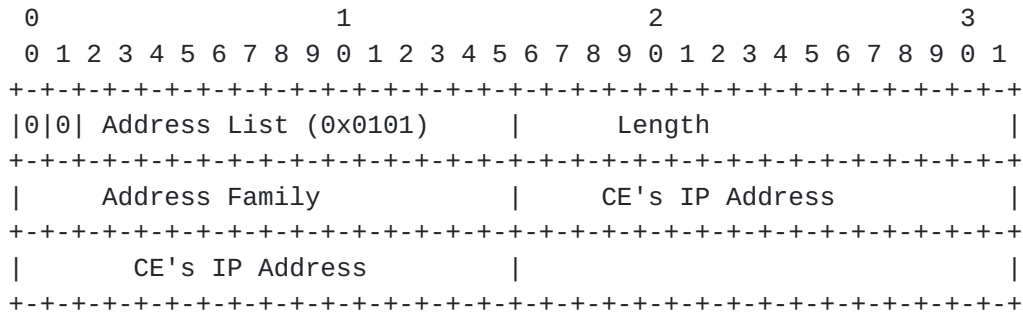 0                   1                   2                   3
 0 1 2 3 4 5 6 7 8 9 0 1 2 3 4 5 6 7 8 9 0 1 2 3 4 5 6 7 8 9 0 1
+-+-+-+-+-+-+-+-+-+-+-+-+-+-+-+-+-+-+-+-+-+-+-+-+-+-+-+-+-+-+-+-+
|0|0| Address List (0x0101)     |      Length                   |
+-+-+-+-+-+-+-+-+-+-+-+-+-+-+-+-+-+-+-+-+-+-+-+-+-+-+-+-+-+-+-+-+
|     Address Family            |     CE's IP Address           |
+-+-+-+-+-+-+-+-+-+-+-+-+-+-+-+-+-+-+-+-+-+-+-+-+-+-+-+-+-+-+-+-+
|       CE's IP Address         |                               |
+-+-+-+-+-+-+-+-+-+-+-+-+-+-+-+-+-+-+-+-+-+-+-+-+-+-+-+-+-+-+-+-+